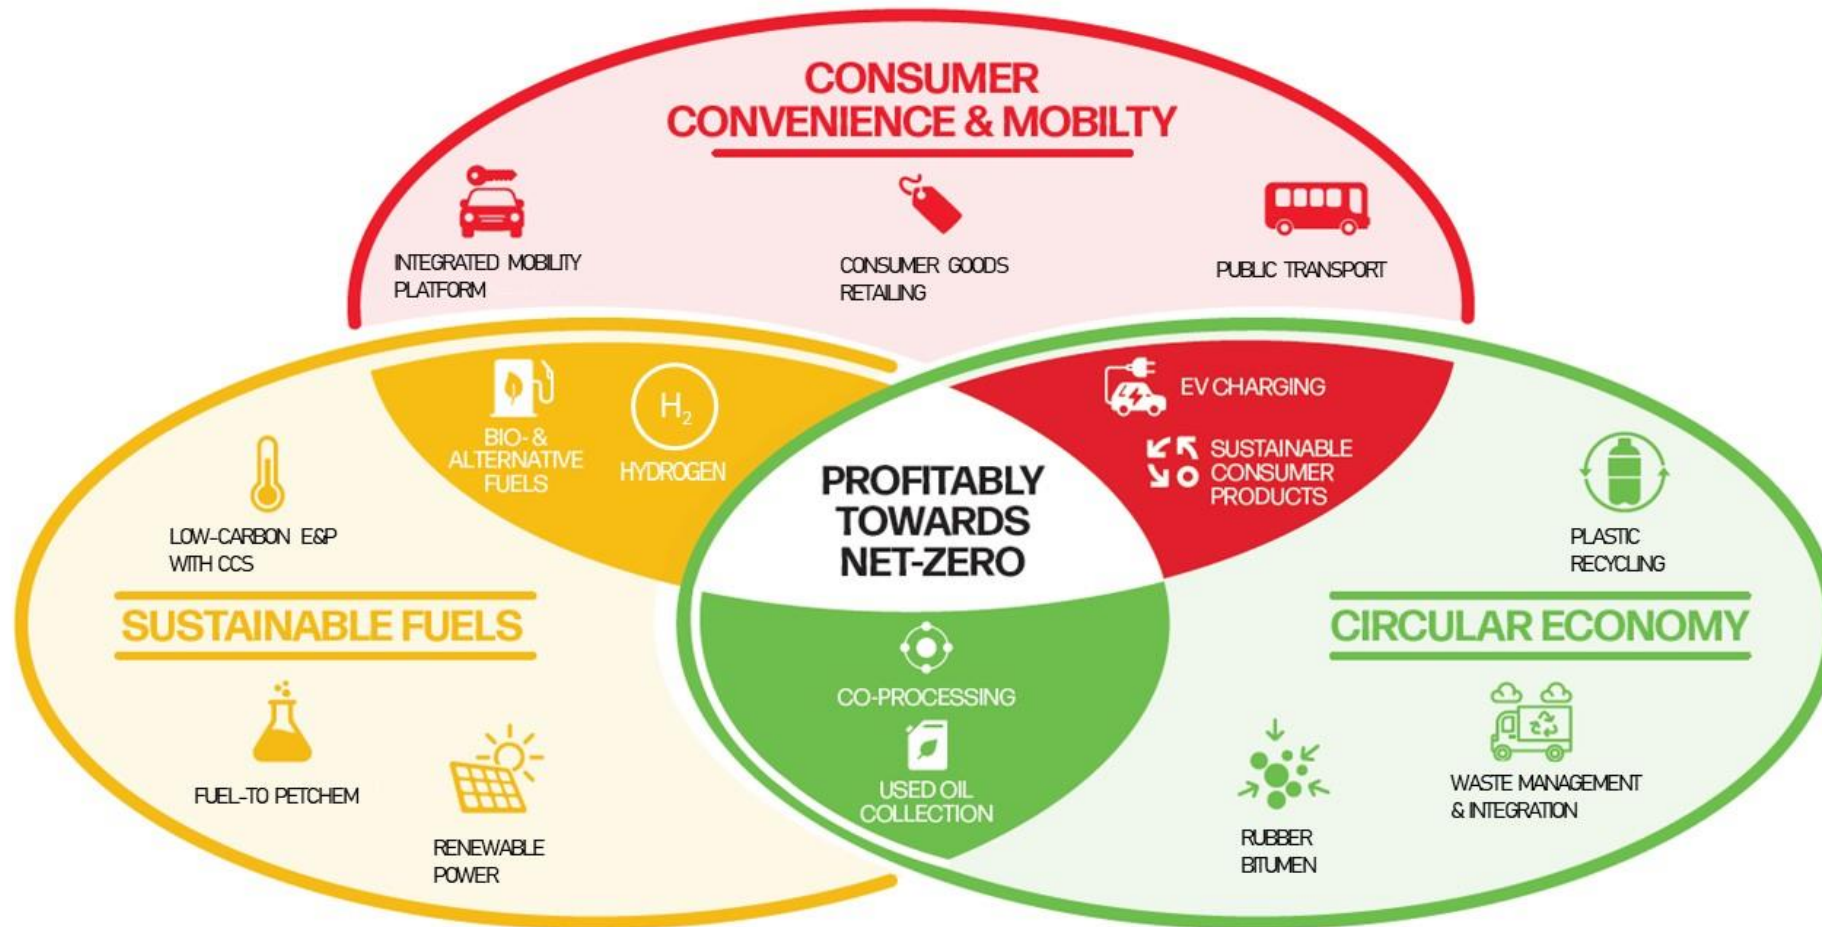 CONSUMER
CONVENIENCE & MOBILTY
INTEGRATED MOBILITY
PLATFORM
CONSUMER GOODS
RETAILING
PUBLIC TRANSPORT
BIO- &
ALTERNATIVE
FUELS
H₂
HYDROGEN
EV CHARGING
SUSTAINABLE
CONSUMER
PRODUCTS
PROFITABLY
TOWARDS
NET-ZERO
LOW-CARBON E&P
WITH CCS
SUSTAINABLE FUELS
FUEL-TO PETCHEM
RENEWABLE
POWER
CO-PROCESSING
USED OIL
COLLECTION
PLASTIC
RECYCLING
CIRCULAR ECONOMY
WASTE MANAGEMENT
& INTEGRATION
RUBBER
BITUMEN